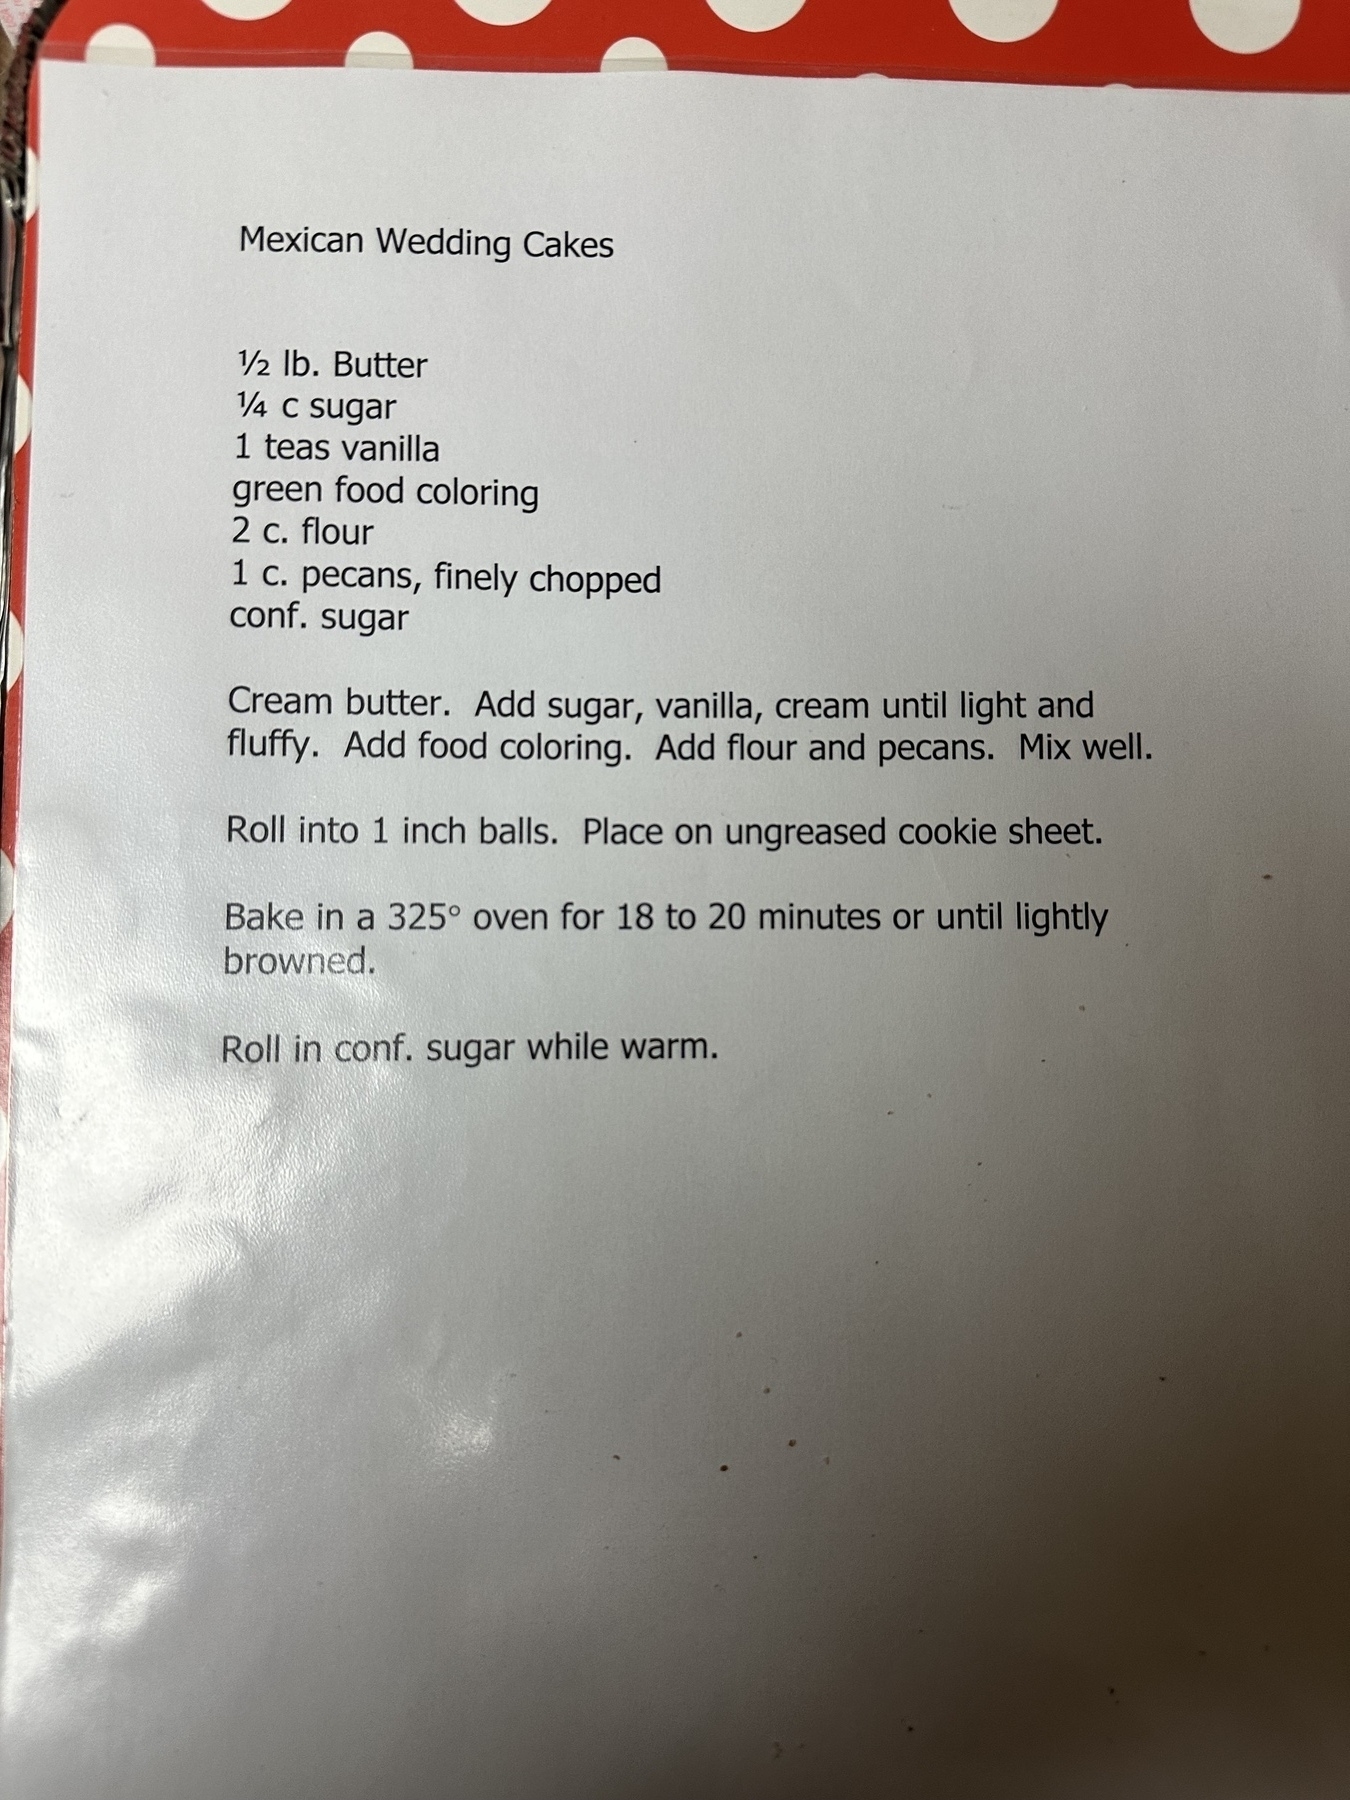 Mexican Wedding Cakes
½ lb. Butter
¼ c sugar
1 teas vanilla
green food coloring
2 c. flour
1 c. pecans, finely chopped
conf. sugar
Cream butter.  Add sugar, vanilla, cream until light and
fluffy.  Add food coloring.  Add flour and pecans.  Mix well.
Roll into 1 inch balls.  Place on ungreased cookie sheet.
Bake in a 325° oven for 18 to 20 minutes or until lightly
browned.
Roll in conf. sugar while warm.